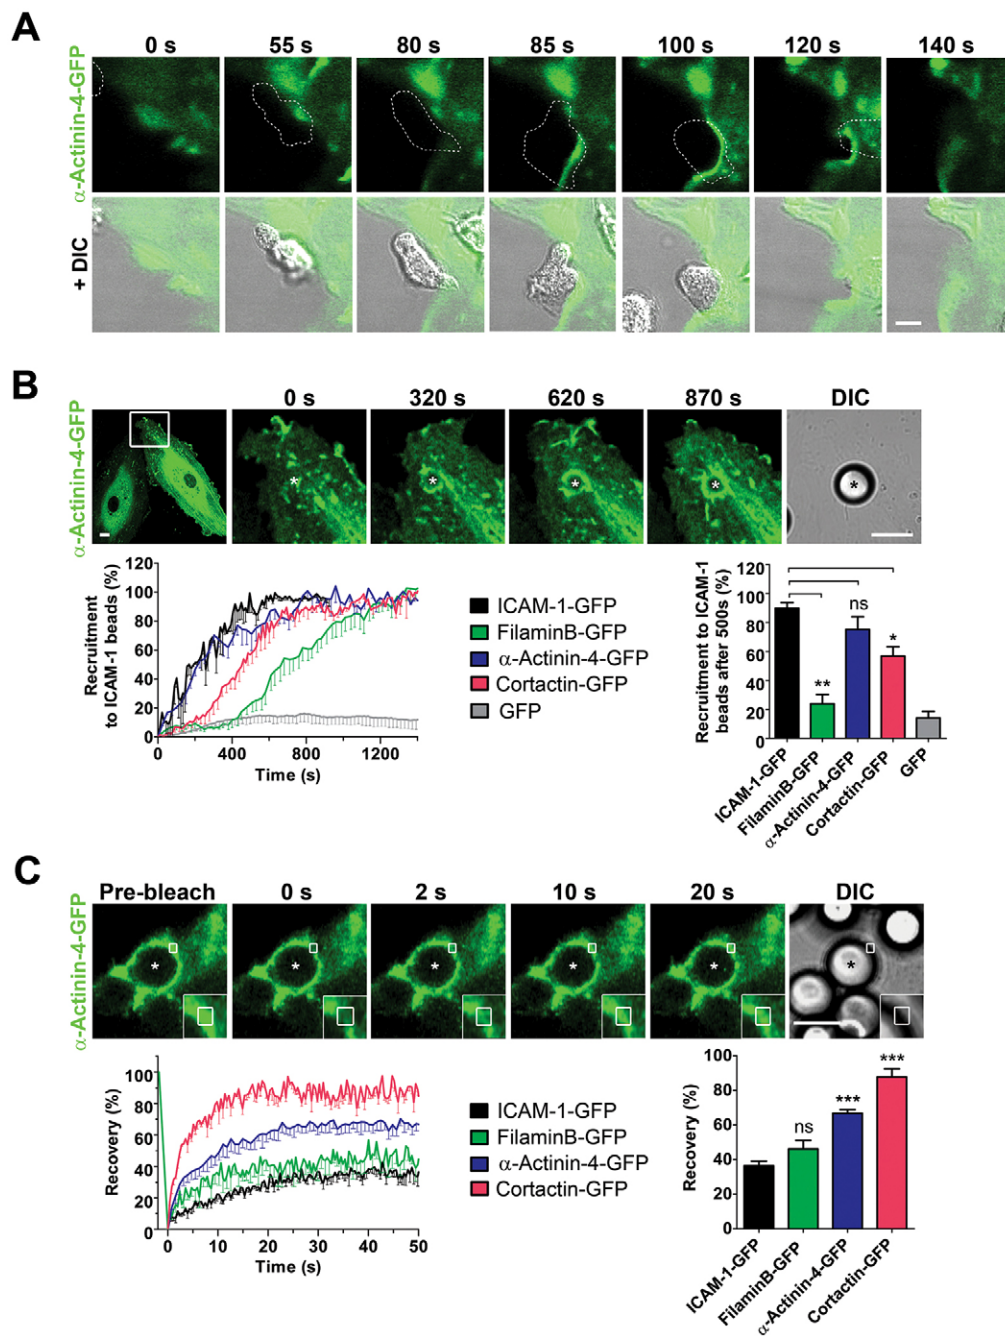 A
0 s 55 s 80 s 85 s 100 s 120 s 140 s
α-Actinin-4-GFP
+ DIC
B
0 s 320 s 620 s 870 s DIC
α-Actinin-4-GFP
* * * * *
Recruitment
to ICAM-1 beads (%)
120
100
80
60
40
20
0
0 400 800 1200
Time (s)
ICAM-1-GFP
FilaminB-GFP
α-Actinin-4-GFP
Cortactin-GFP
GFP
Recruitment to ICAM-1
beads after 500s (%)
120
100
80
60
40
20
0
** ns *
ICAM-1-GFP
FilaminB-GFP
α-Actinin-4-GFP
Cortactin-GFP
GFP
C
Pre-bleach 0 s 2 s 10 s 20 s DIC
α-Actinin-4-GFP
* * * * * *
Recovery (%)
100
80
60
40
20
0
0 10 20 30 40 50
Time (s)
ICAM-1-GFP
FilaminB-GFP
α-Actinin-4-GFP
Cortactin-GFP
Recovery (%)
100
80
60
40
20
0
ns *** ***
ICAM-1-GFP
FilaminB-GFP
α-Actinin-4-GFP
Cortactin-GFP